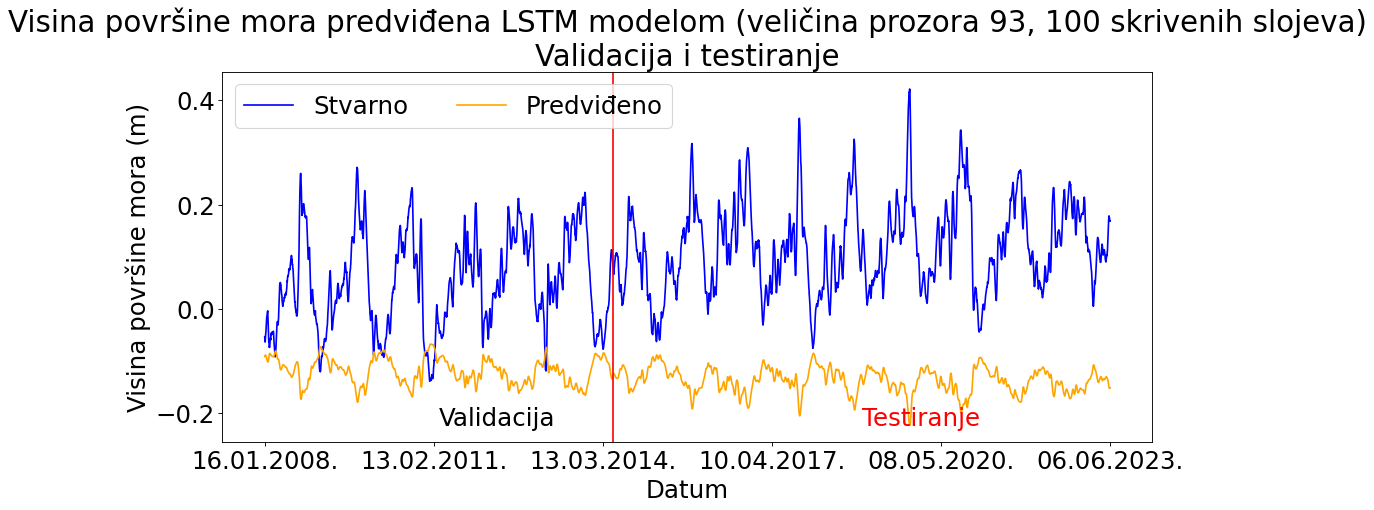 Visina površine mora predviđena LSTM modelom (veličina prozora 93, 100 skrivenih slojeva)
Validacija i testiranje
Stvarno
Predviđeno
Visina površine mora (m)
0.4
0.2
0.0
−0.2
Validacija
Testiranje
16.01.2008.
13.02.2011.
13.03.2014.
10.04.2017.
08.05.2020.
06.06.2023.
Datum